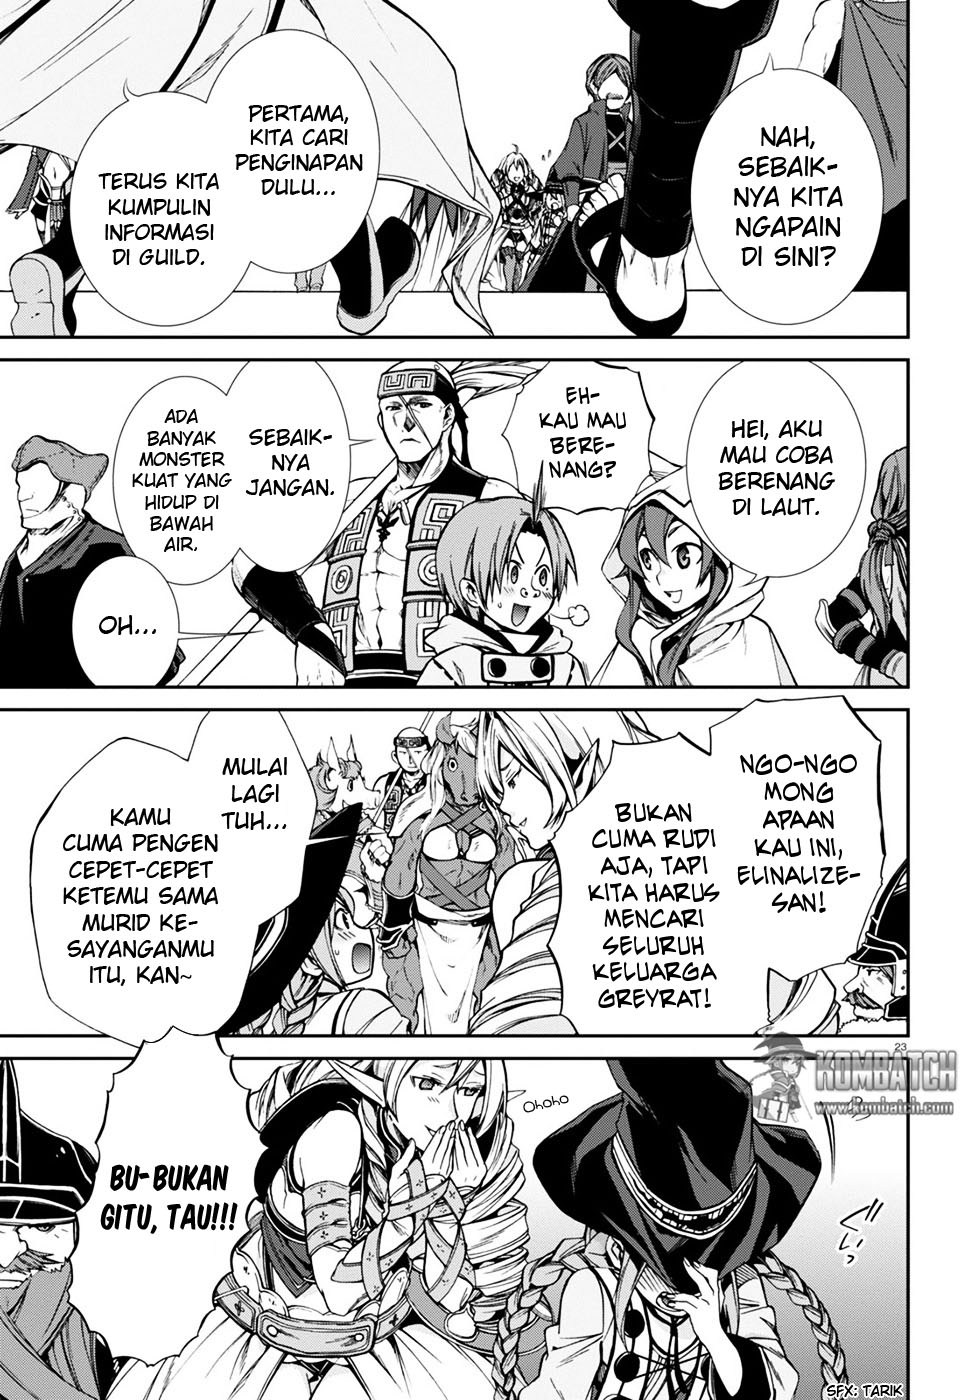 NAH,
SEBAIK-
NYA KITA
NGAPAIN
DI SINI?
PERTAMA,
KITA CARI
PENGINAPAN
DULU...
TERUS KITA
KUMPULIN
INFORMASI
DI GUILD.
HEI, AKU
MAU COBA
BERENANG
DI LAUT.
EH-
KAU MAU
BERE-
NANG?
SEBAIK-
NYA
JANGAN.
ADA
BANYAK
MONSTER
KUAT YANG
HIDUP DI
BAWAH
AIR.
OH...
NGO-NGO
MONG
APAAN
KAU INI,
ELINALIZE-
SAN!
BUKAN
CUMA RUDI
AJA, TAPI
KITA HARUS
MENCARI
SELURUH
KELUARGA
GREYRAT!
MULAI
LAGI
TUH...
KAMU
CUMA PENGEN
CEPET-CEPET
KETEMU SAMA
MURID KE-
SAYANGANMU
ITU, KAN~
23
KOMBATCH
www.kombatch.com
Ohoho
BU-BUKAN
GITU, TAU!!!
SFX: TARIK